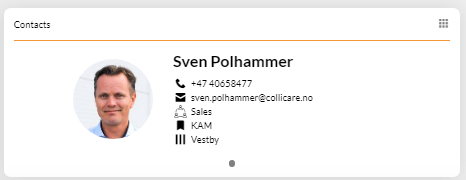 Contacts
Sven Polhammer
+47 40658477
sven.polhammer@collicare.no
Sales
KAM
Vestby